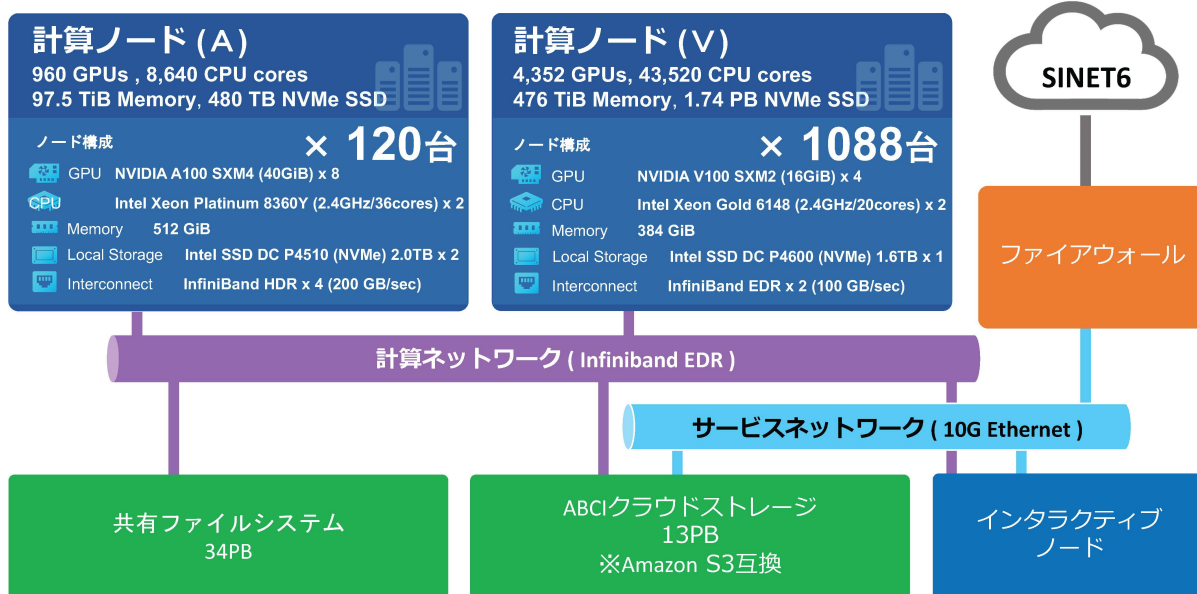 計算ノード (A)
960 GPUs , 8,640 CPU cores
97.5 TiB Memory, 480 TB NVMe SSD
ノード構成
× 120台
GPU NVIDIA A100 SXM4 (40GiB) x 8
CPU Intel Xeon Platinum 8360Y (2.4GHz/36cores) x 2
Memory 512 GiB
Local Storage Intel SSD DC P4510 (NVMe) 2.0TB x 2
Interconnect InfiniBand HDR x 4 (200 GB/sec)
計算ノード (V)
4,352 GPUs, 43,520 CPU cores
476 TiB Memory, 1.74 PB NVMe SSD
ノード構成
× 1088台
GPU NVIDIA V100 SXM2 (16GiB) x 4
CPU Intel Xeon Gold 6148 (2.4GHz/20cores) x 2
Memory 384 GiB
Local Storage Intel SSD DC P4600 (NVMe) 1.6TB x 1
Interconnect InfiniBand EDR x 2 (100 GB/sec)
SINET6
ファイアウォール
計算ネットワーク ( Infiniband EDR )
サービスネットワーク ( 10G Ethernet )
共有ファイルシステム
34PB
ABCIクラウドストレージ
13PB
※Amazon S3互換
インタラクティブ
ノード